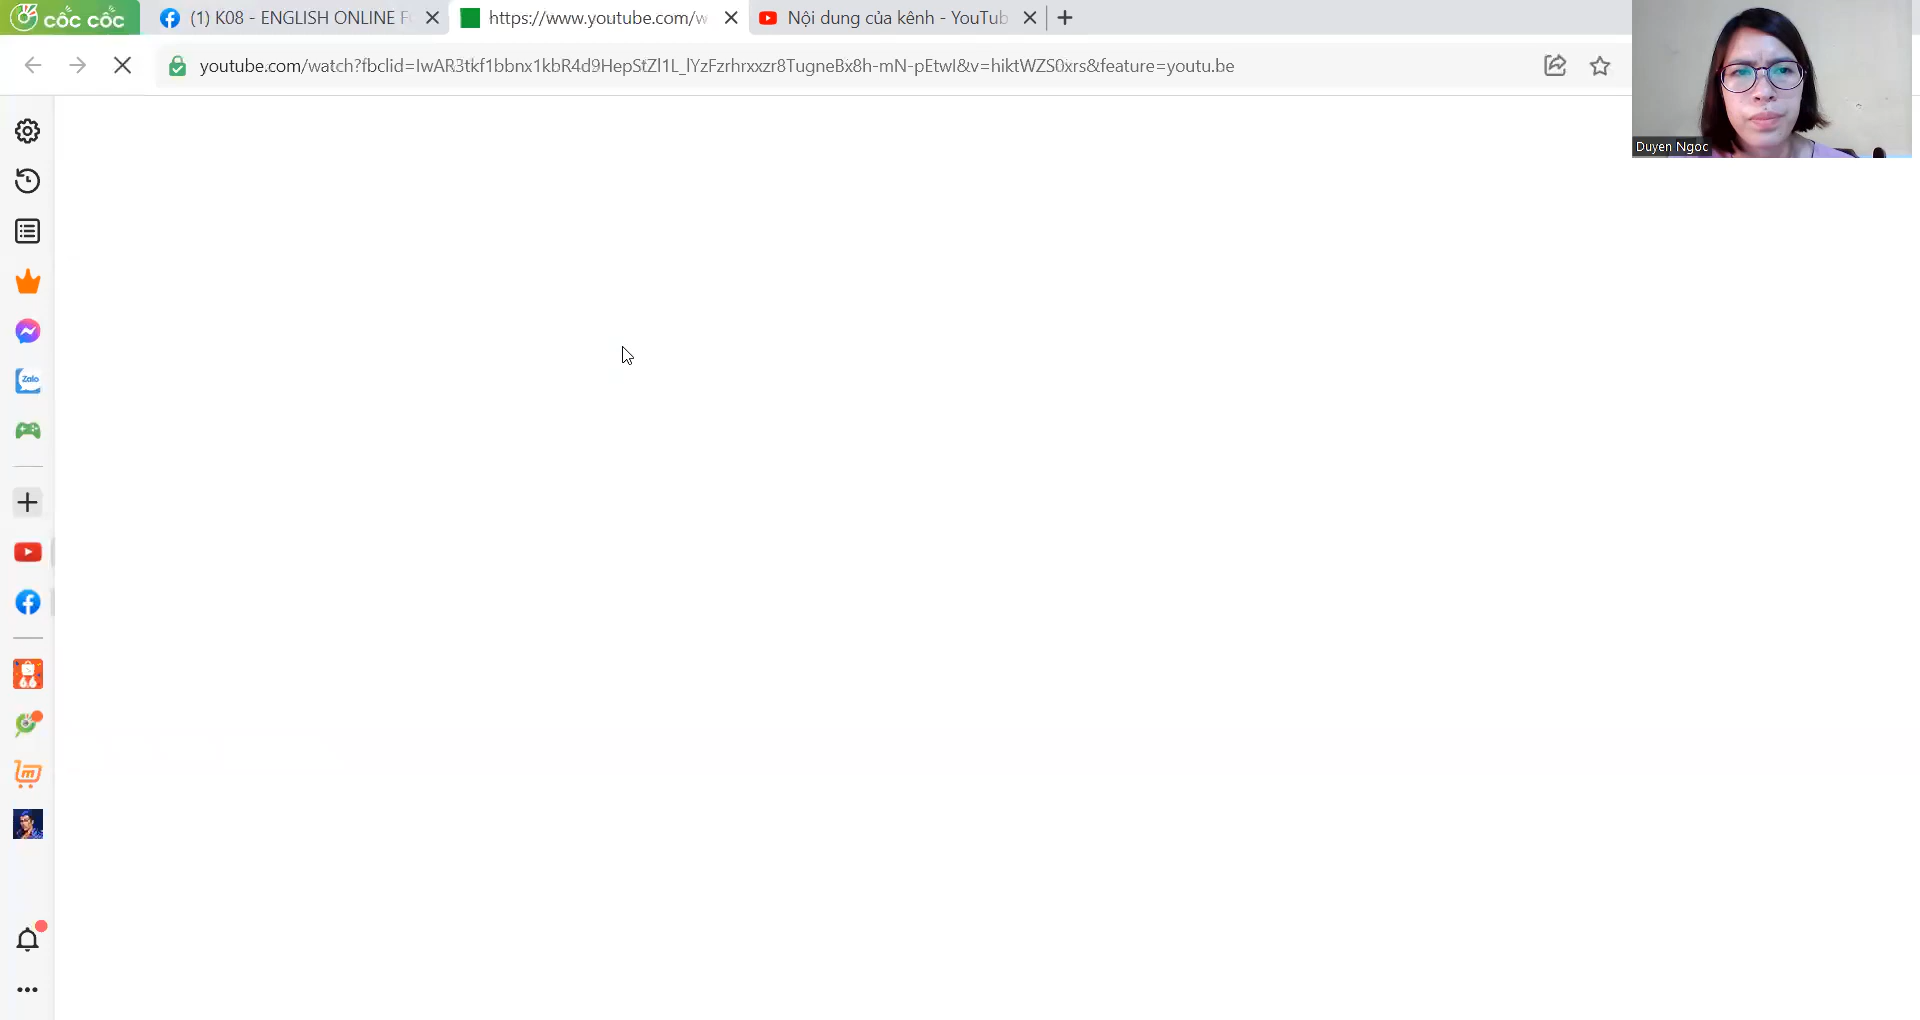 cốc cốc
(1) K08 - ENGLISH ONLINE F
https://www.youtube.com/w
Nội dung của kênh - YouTub
youtube.com/watch?fbclid=IwAR3tkf1bbnx1kbR4d9HepStZl1L_lYzFzrhrxxzr8TugneBx8h-mN-pEtwI&v=hiktWZS0xrs&feature=youtu.be
Duyen Ngoc
Zalo